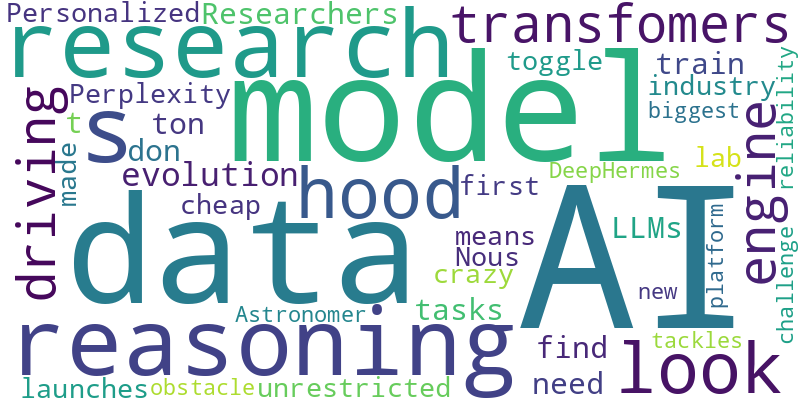 Personalized
Researchers
transfomers
research
model
toggle
train
reliability
industry
Perplexity
biggest
driving
s
t
ton
don
engine
made
evolution
hood
first
DeepHermes
lab
cheap
data
AI
LLMs
means
Nous
platform
crazy
new
challenge
tasks
Astronomer
reasoning
find
tackles
look
need
launches
obstacle
unrestricted